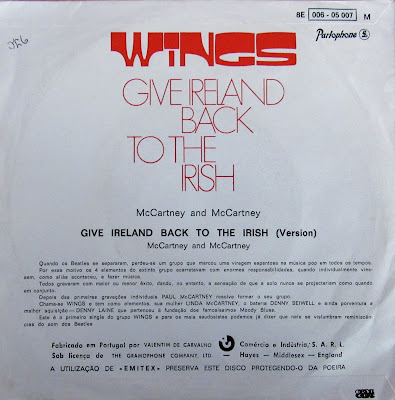 8E 006 - 05 007 M
Parlophone
WINGS
GIVE IRELAND
BACK
TO THE
IRISH
McCartney and McCartney
GIVE IRELAND BACK TO THE IRISH (Version)
McCartney and McCartney
Quando os Beatles se separaram, perdeu-se um grupo que marcou uma viragem espantosa na música pop em todos os tempos.
Por esse motivo os 4 elementos do extinto grupo acarretavam com enormes responsabilidades, quando individualmente viessem, como aliás aconteceu, a fazer música.
Todos gravaram com maior ou menor êxito, dando, no entanto, a sensação de que a solo nunca se projectariam como quando em conjunto.
Depois das primeiras gravações individuais PAUL McCARTNEY resolve formar o seu grupo.
Chama-se WINGS e tem como elementos, sua mulher LINDA McCARTNEY, o bateria DENNY SEIWELL e ainda porventura a melhor aquisição — DENNY LAINE que pertenceu à fundação dos famosíssimos Moody Blues.
Este é o primeiro single do grupo WINGS e para os mais saudosistas podemos já dizer que nele se vislumbram reminiscências do som dos Beatles
Fabricado em Portugal por VALENTIM DE CARVALHO Comércio e Indústria, S. A. R. L.
Sob licença de THE GRAMOPHONE COMPANY, LTD. — Hayes - Middlesex - England
A UTILIZAÇÃO DE «EMITEX» PRESERVA ESTE DISCO PROTEGENDO-O DA POEIRA